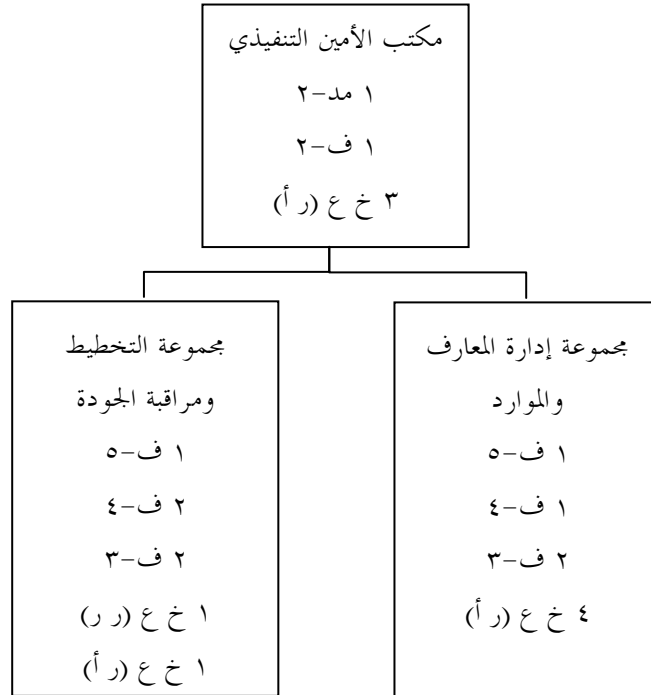 مكتب الأمين التنفيذي
١ مد-٢
١ ف-٢
٣ خ ع (ر أ)
مجموعة إدارة المعارف
والموارد
١ ف-٥
١ ف-٤
٢ ف-٣
٤ خ ع (ر أ)
مجموعة التخطيط
ومراقبة الجودة
١ ف-٥
٢ ف-٤
٢ ف-٣
١ خ ع (ر ر)
١ خ ع (ر أ)